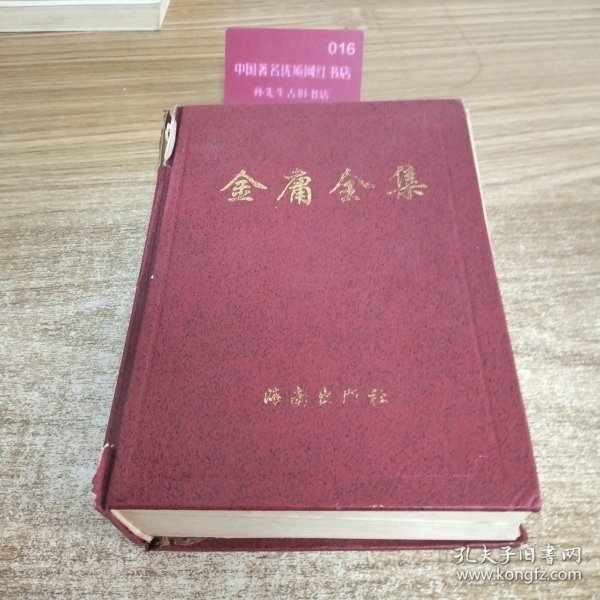 016
中国著名优质网红书店
孙先生古旧书店
金庸全集
海南出版社
孔夫子旧书网
www.kongfz.com